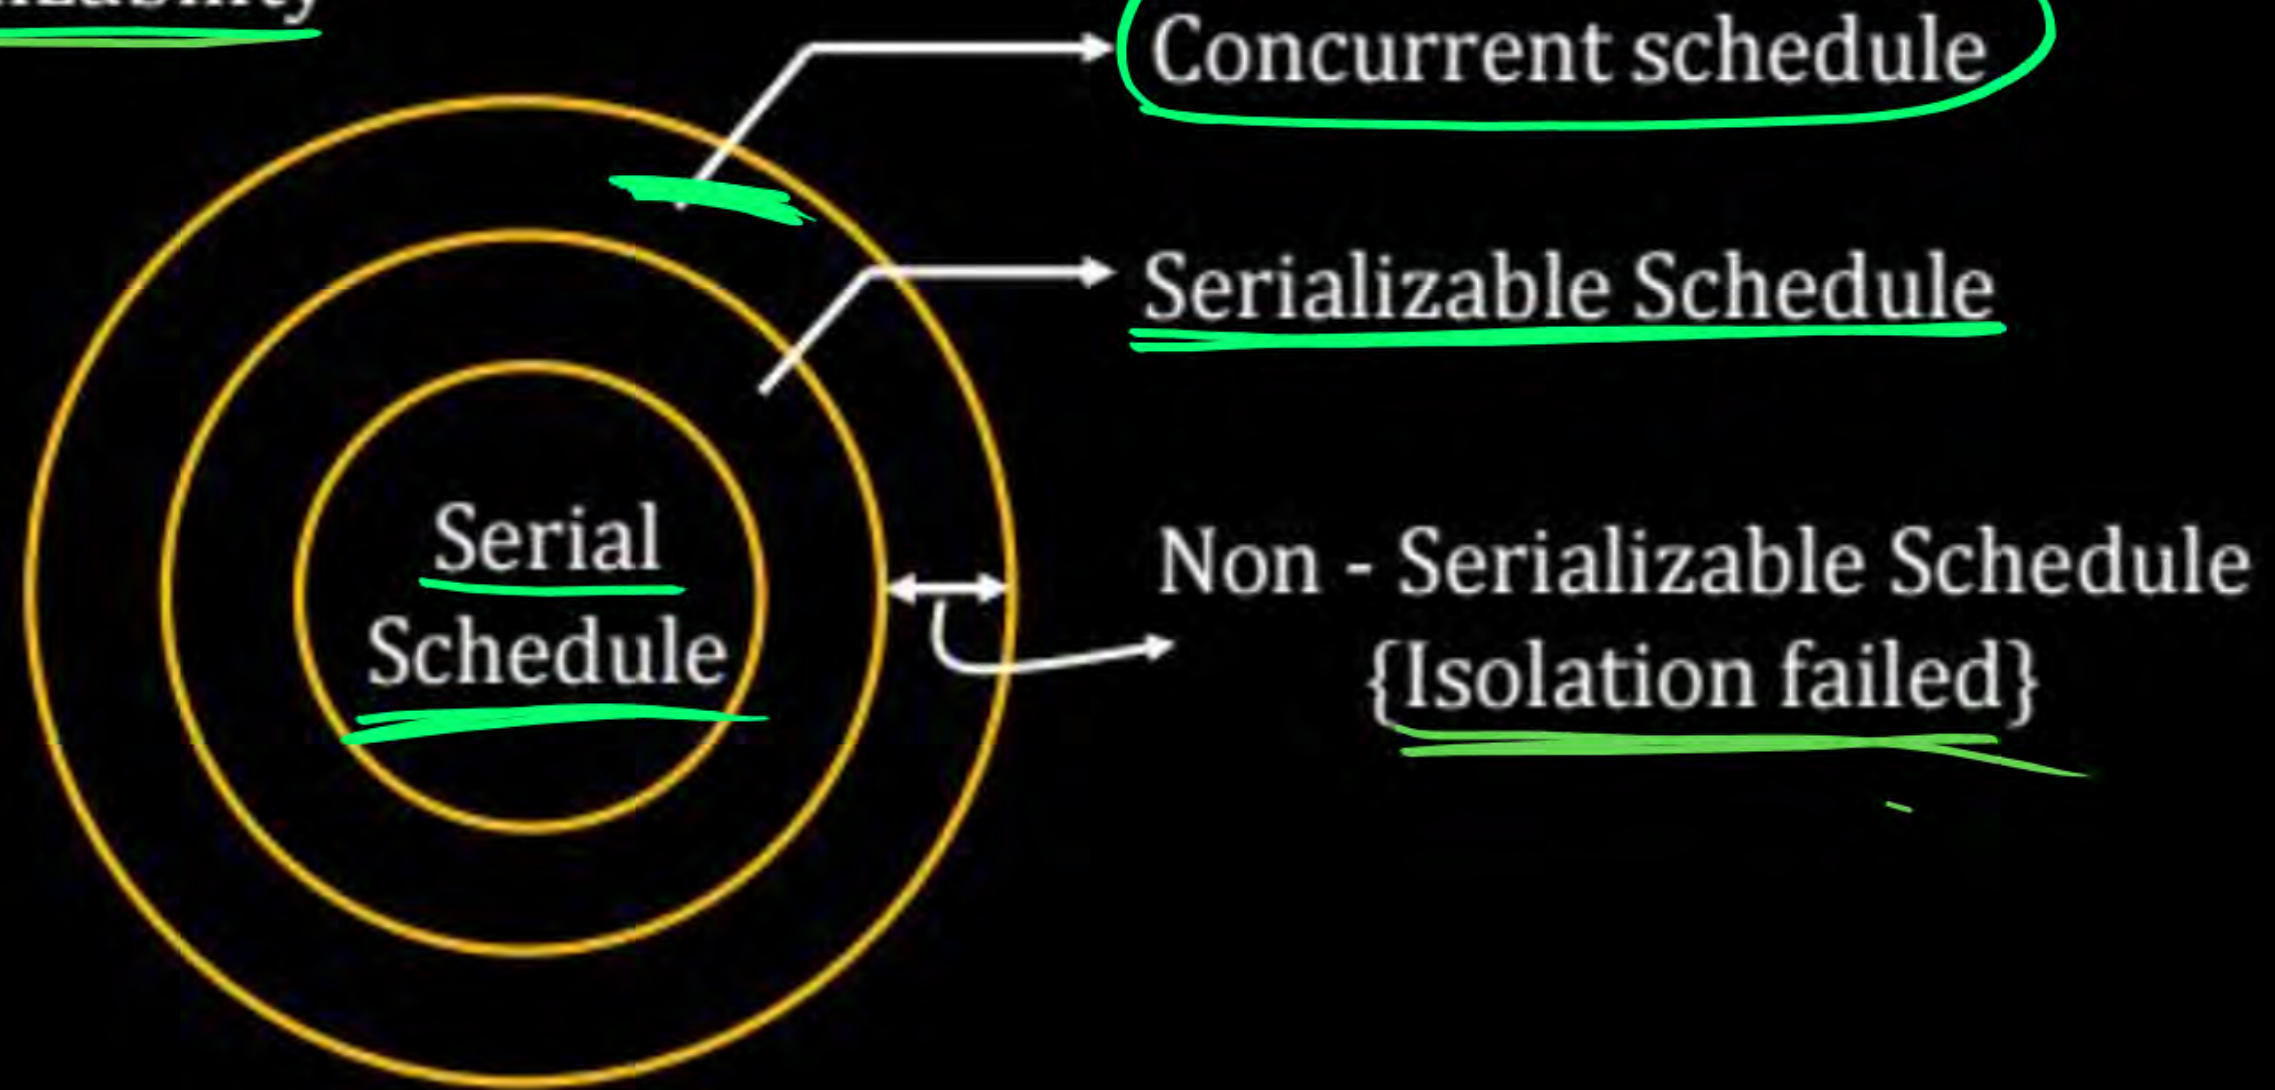 Concurrent schedule
Serializable Schedule
Serial
Schedule
Non - Serializable Schedule
{Isolation failed}